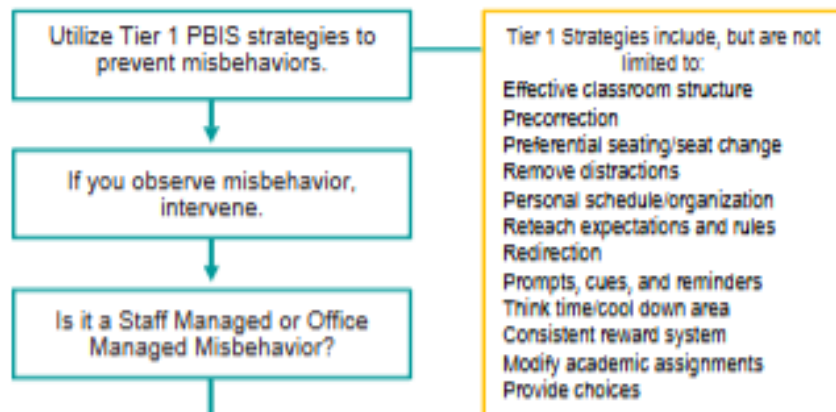 Utilize Tier 1 PBIS strategies to
prevent misbehaviors.
If you observe misbehavior,
intervene.
Is it a Staff Managed or Office
Managed Misbehavior?
Tier 1 Strategies include, but are not
limited to:
Effective classroom structure
Precorrection
Preferential seating/seat change
Remove distractions
Personal schedule/organization
Reteach expectations and rules
Redirection
Prompts, cues, and reminders
Think time/cool down area
Consistent reward system
Modify academic assignments
Provide choices